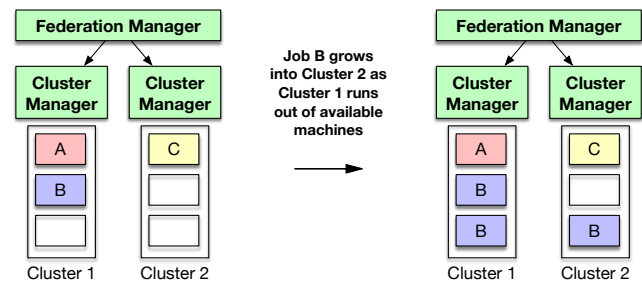 Federation Manager
Cluster
Manager
Cluster
Manager
A
B
C
Cluster 1
Cluster 2
Job B grows
into Cluster 2 as
Cluster 1 runs
out of available
machines
Federation Manager
Cluster
Manager
Cluster
Manager
A
B
B
C
B
Cluster 1
Cluster 2